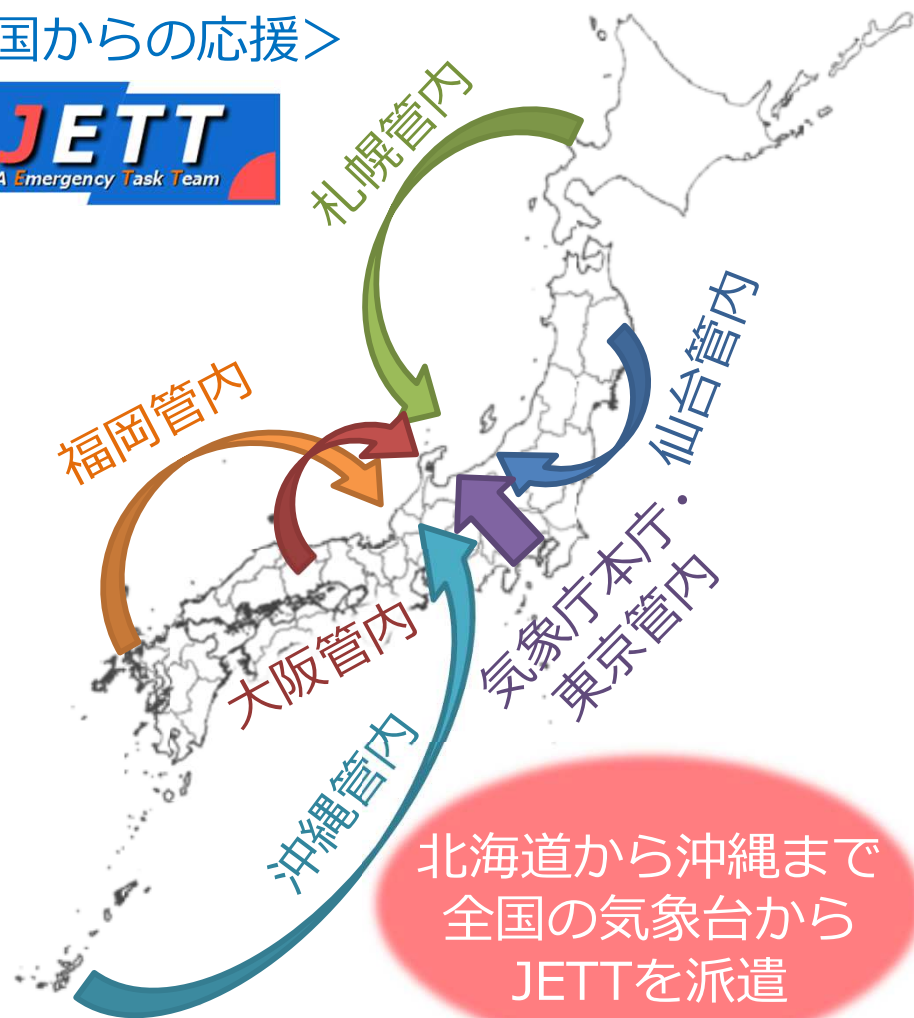 国からの応援＞
JETT
A Emergency Task Team
札幌管内
仙台管内
福岡管内
大阪管内
気象庁本庁・
東京管内
沖縄管内
北海道から沖縄まで
全国の気象台から
JETTを派遣